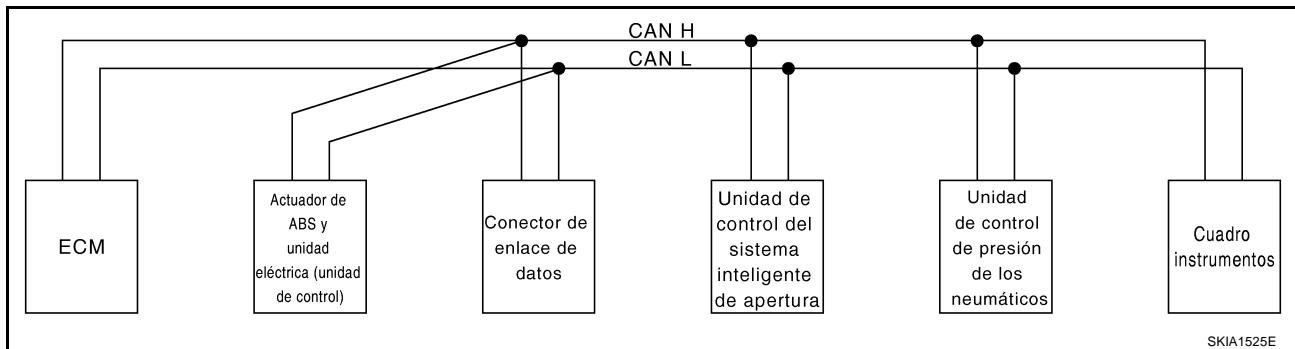 CAN H
CAN L
ECM
Actuador de
ABS y
unidad
eléctrica (unidad
de control)
Conector de
enlace de
datos
Unidad de
control del
sistema
inteligente
de apertura
Unidad
de control
de presión
de los
neumáticos
Cuadro
instrumentos
SKIA1525E